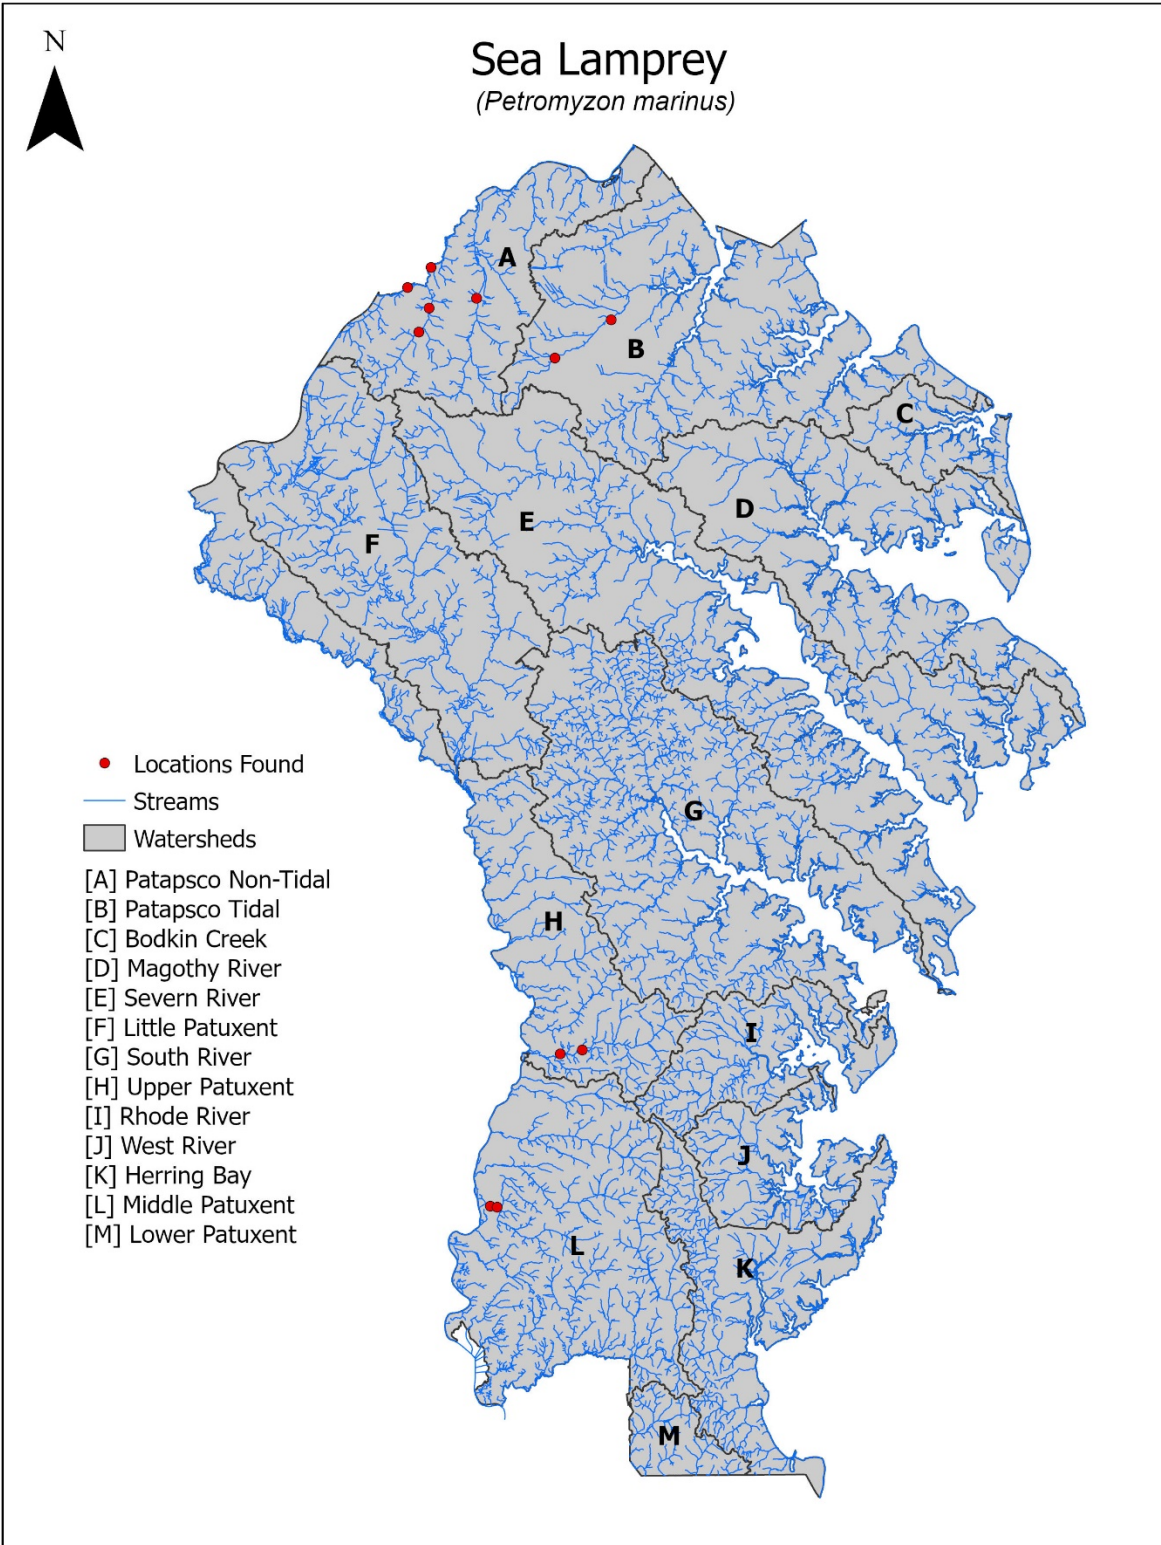 N
Sea Lamprey
(Petromyzon marinus)
A
B
C
D
E
F
G
H
I
J
K
L
M
Locations Found
Streams
Watersheds
[A] Patapsco Non-Tidal
[B] Patapsco Tidal
[C] Bodkin Creek
[D] Magothy River
[E] Severn River
[F] Little Patuxent
[G] South River
[H] Upper Patuxent
[I] Rhode River
[J] West River
[K] Herring Bay
[L] Middle Patuxent
[M] Lower Patuxent